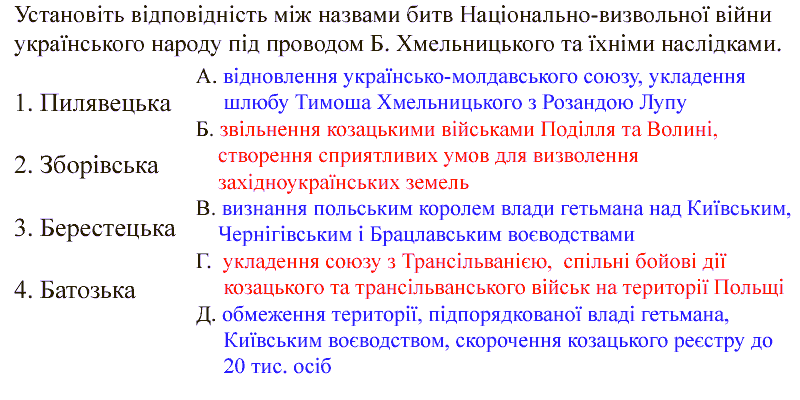 Установіть відповідність між назвами битв Національно-визвольної війни
українського народу під проводом Б. Хмельницького та їхніми наслідками.
1. Пилявецька
2. Зборівська
3. Берестецька
4. Батозька
А. відновлення українсько-молдавського союзу, укладення
шлюбу Тимоша Хмельницького з Розандою Лупу
Б. звільнення козацькими військами Поділля та Волині,
створення сприятливих умов для визволення
західноукраїнських земель
В. визнання польським королем влади гетьмана над Київським,
Чернігівським і Брацлавським воєводствами
Г. укладення союзу з Трансільванією, спільні бойові дії
козацького та трансільванського військ на території Польщі
Д. обмеження території, підпорядкованої владі гетьмана,
Київським воєводством, скорочення козацького реєстру до
20 тис. осіб